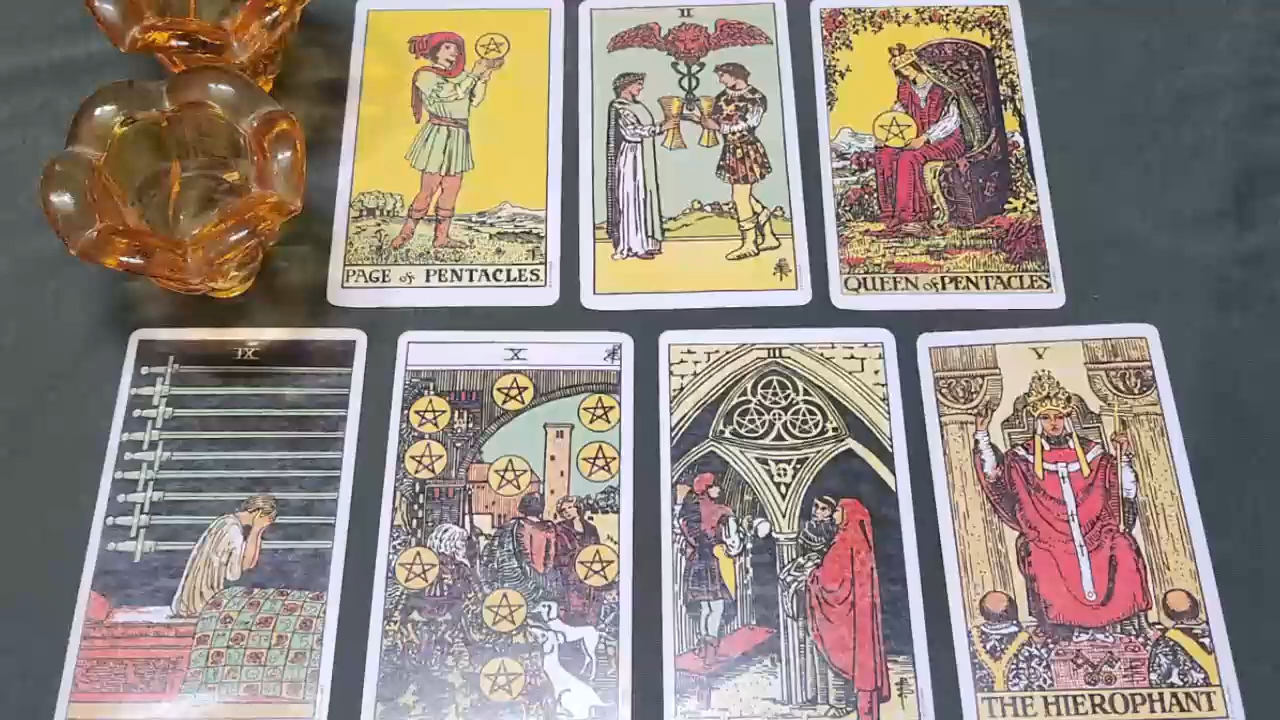 II
PAGE of PENTACLES.
QUEEN of PENTACLES
IX
X
III
V
THE HIEROPHANT